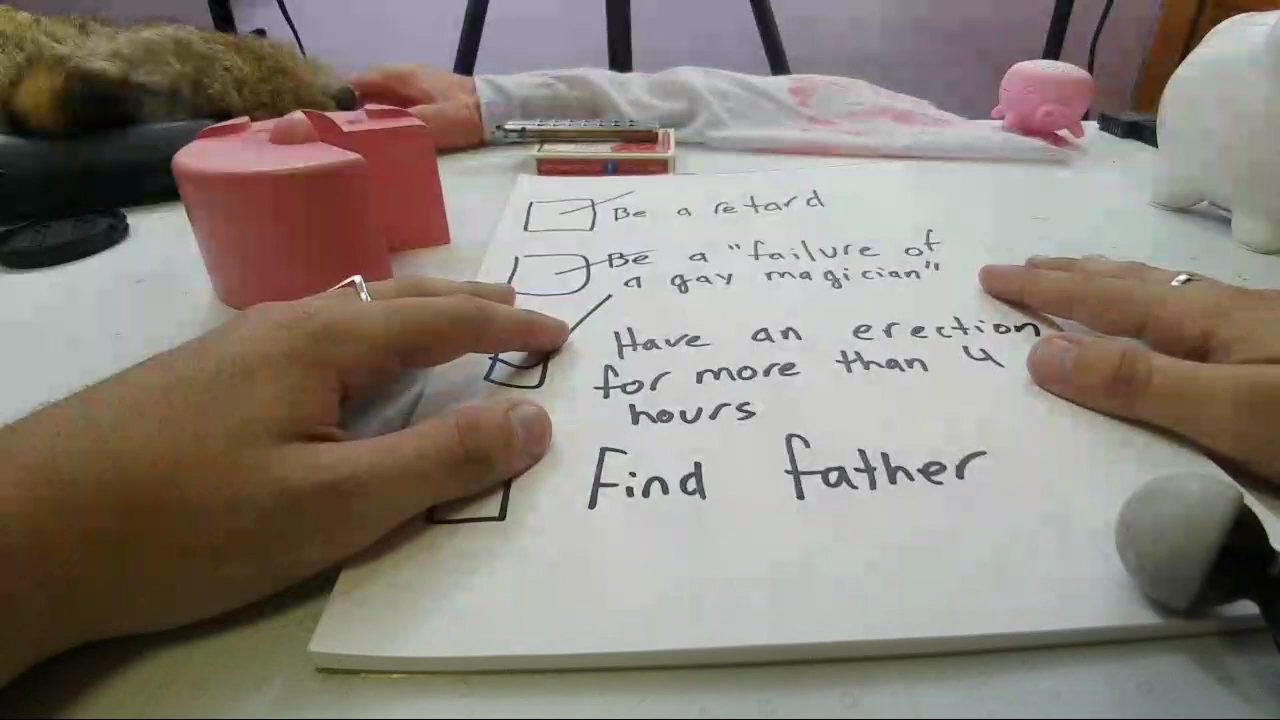 Be a retard
Be a "failure of
a gay magician"
Have an erection
for more than 4
hours
Find father